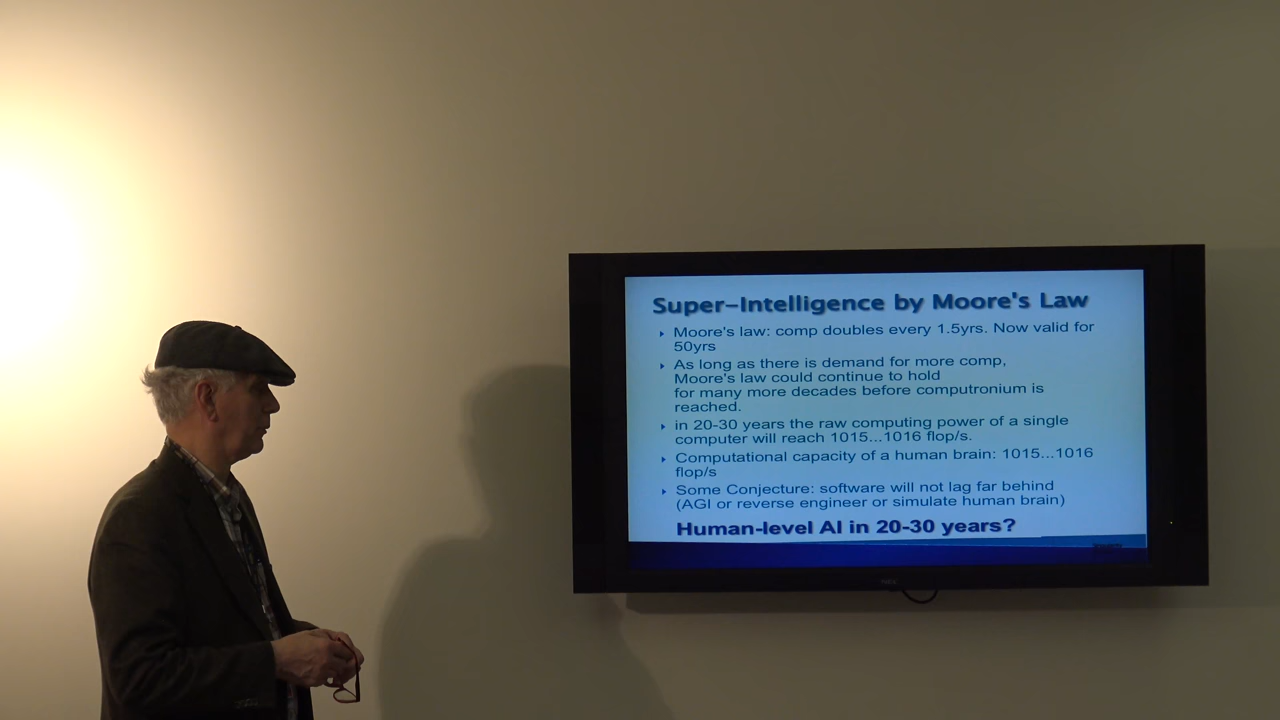 Super-Intelligence by Moore's Law
Moore's law: comp doubles every 1.5yrs. Now valid for
50yrs
As long as there is demand for more comp,
Moore's law could continue to hold
for many more decades before computronium is
reached.
in 20-30 years the raw computing power of a single
computer will reach 1015...1016 flop/s.
Computational capacity of a human brain: 1015...1016
flop/s
Some Conjecture: software will not lag far behind
(AGI or reverse engineer or simulate human brain)
Human-level AI in 20-30 years?
NEC